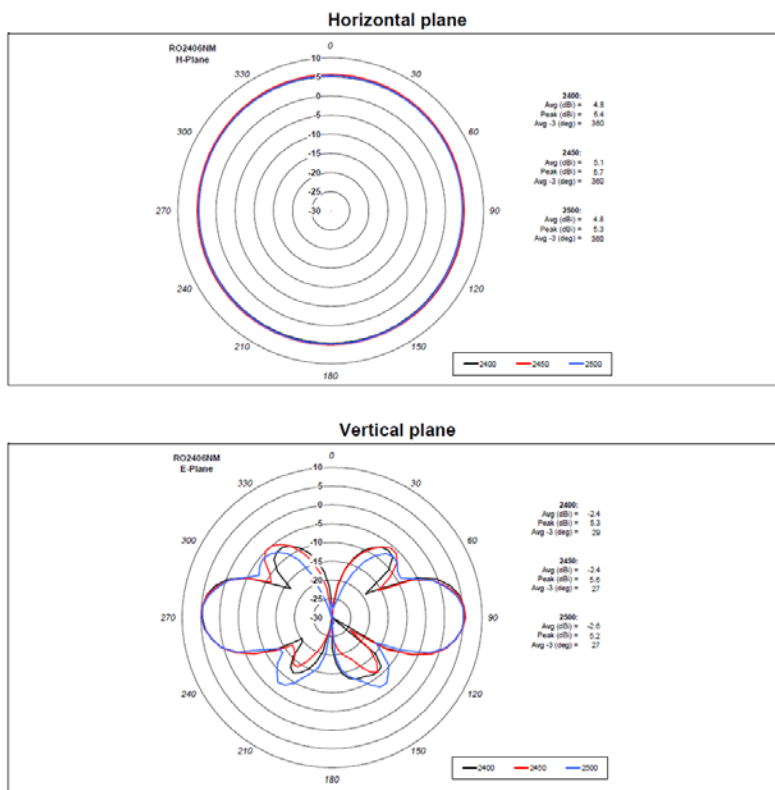 Horizontal plane
RO2406NM
H-Plane
0
30
60
90
120
150
180
210
240
270
300
330
10
5
0
-5
-10
-15
-20
-25
-30
2400:
Avg (dBi) = 4.8
Peak (dBi) = 5.4
Avg -3 (deg) = 360
2450:
Avg (dBi) = 5.1
Peak (dBi) = 5.7
Avg -3 (deg) = 360
2500:
Avg (dBi) = 4.8
Peak (dBi) = 5.3
Avg -3 (deg) = 360
2400 2450 2500
Vertical plane
RO2406NM
E-Plane
0
30
60
90
120
150
180
210
240
270
300
330
10
5
0
-5
-10
-15
-20
-25
-30
2400:
Avg (dBi) = -2.4
Peak (dBi) = 5.3
Avg -3 (deg) = 29
2450:
Avg (dBi) = -2.4
Peak (dBi) = 5.6
Avg -3 (deg) = 27
2500:
Avg (dBi) = -2.6
Peak (dBi) = 5.2
Avg -3 (deg) = 27
2400 2450 2500